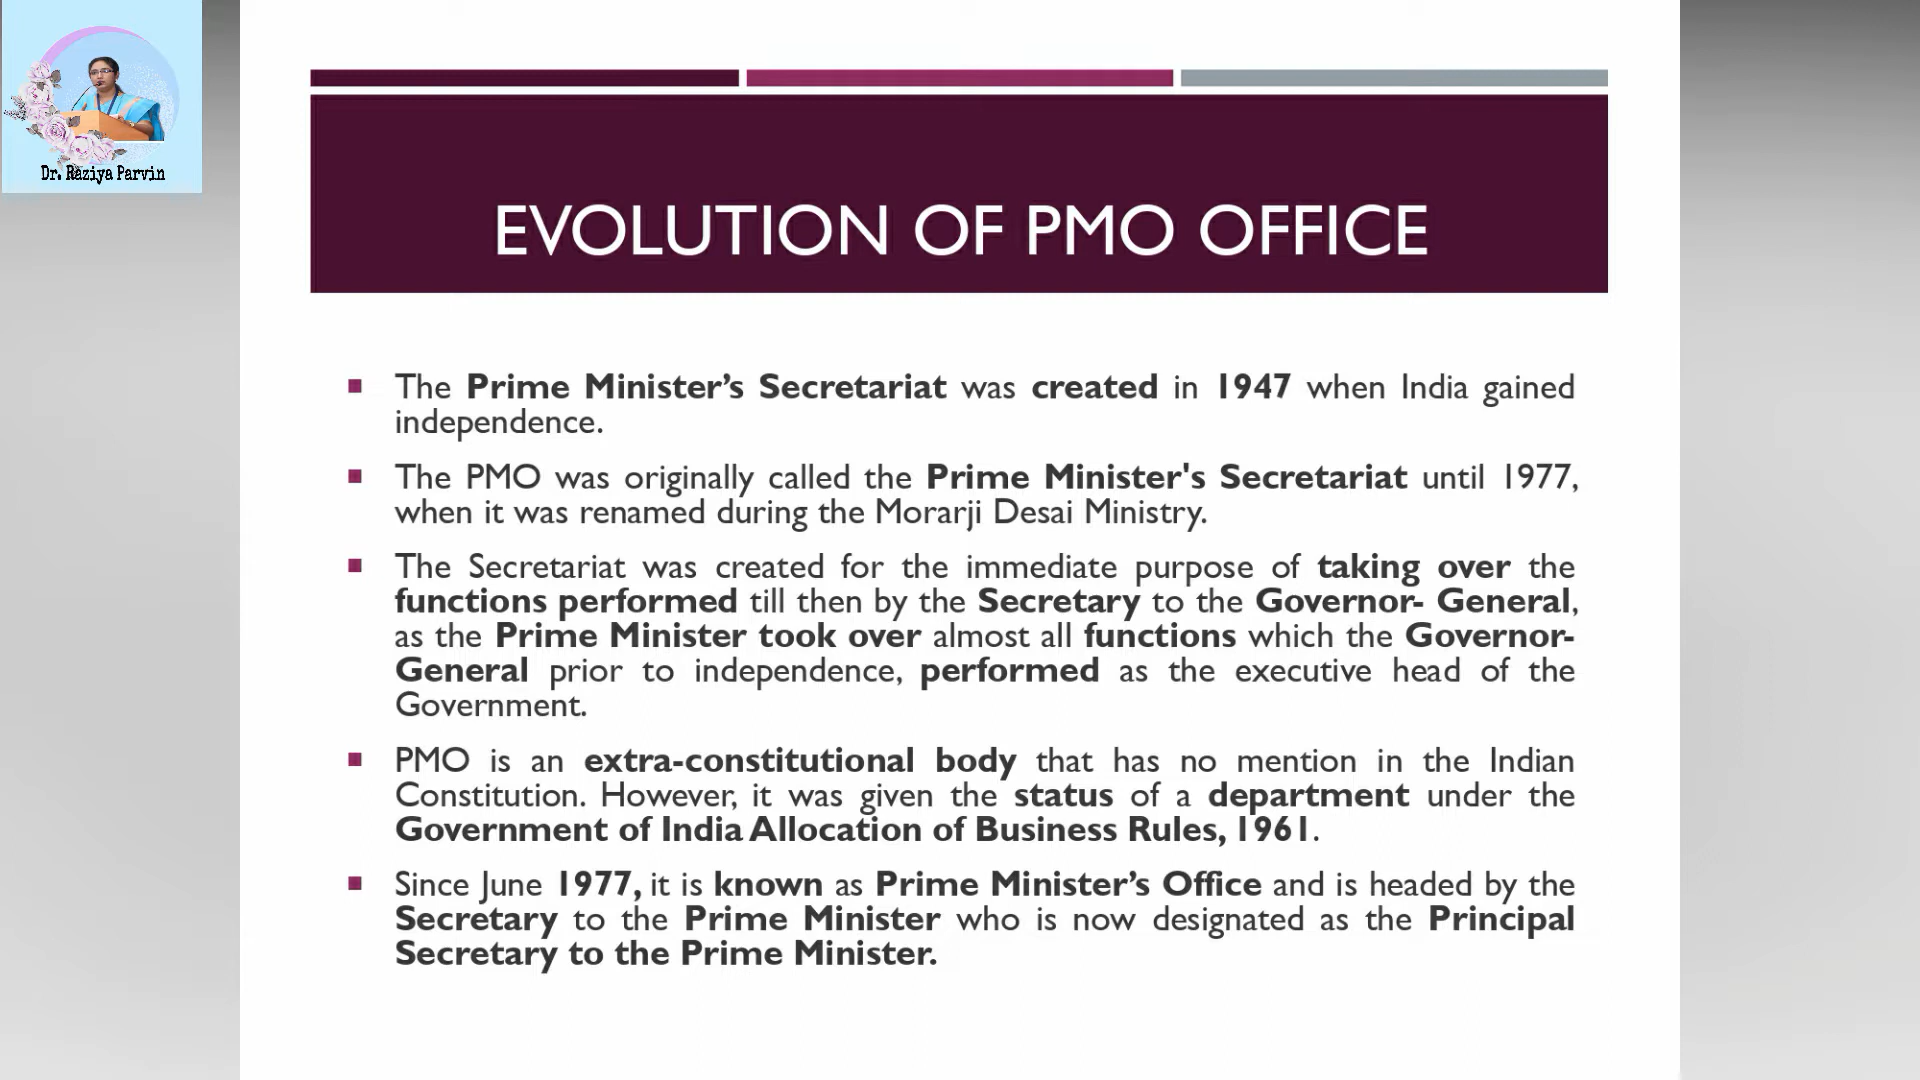 Dr. Raziya Parvin
EVOLUTION OF PMO OFFICE
The Prime Minister’s Secretariat was created in 1947 when India gained
independence.
The PMO was originally called the Prime Minister's Secretariat until 1977,
when it was renamed during the Morarji Desai Ministry.
The Secretariat was created for the immediate purpose of taking over the
functions performed till then by the Secretary to the Governor- General,
as the Prime Minister took over almost all functions which the Governor-
General prior to independence, performed as the executive head of the
Government.
PMO is an extra-constitutional body that has no mention in the Indian
Constitution. However, it was given the status of a department under the
Government of India Allocation of Business Rules, 1961.
Since June 1977, it is known as Prime Minister’s Office and is headed by the
Secretary to the Prime Minister who is now designated as the Principal
Secretary to the Prime Minister.